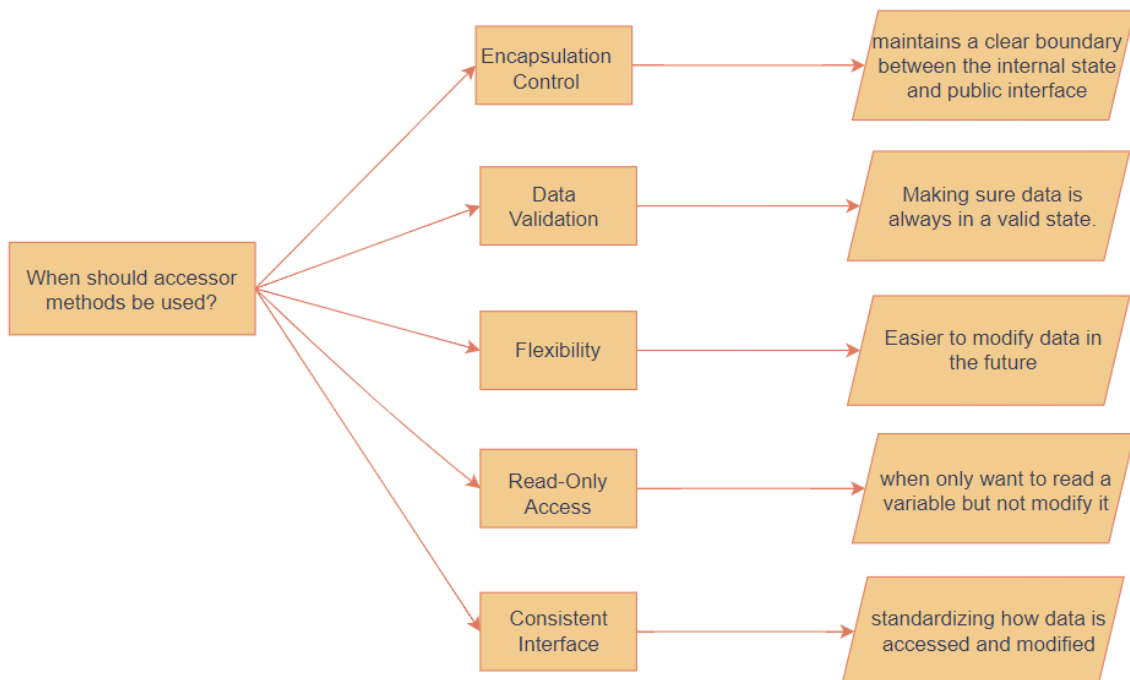 When should accessor
methods be used?
Encapsulation
Control
maintains a clear boundary
between the internal state
and public interface
Data
Validation
Making sure data is
always in a valid state.
Flexibility
Easier to modify data in
the future
Read-Only
Access
when only want to read a
variable but not modify it
Consistent
Interface
standardizing how data is
accessed and modified